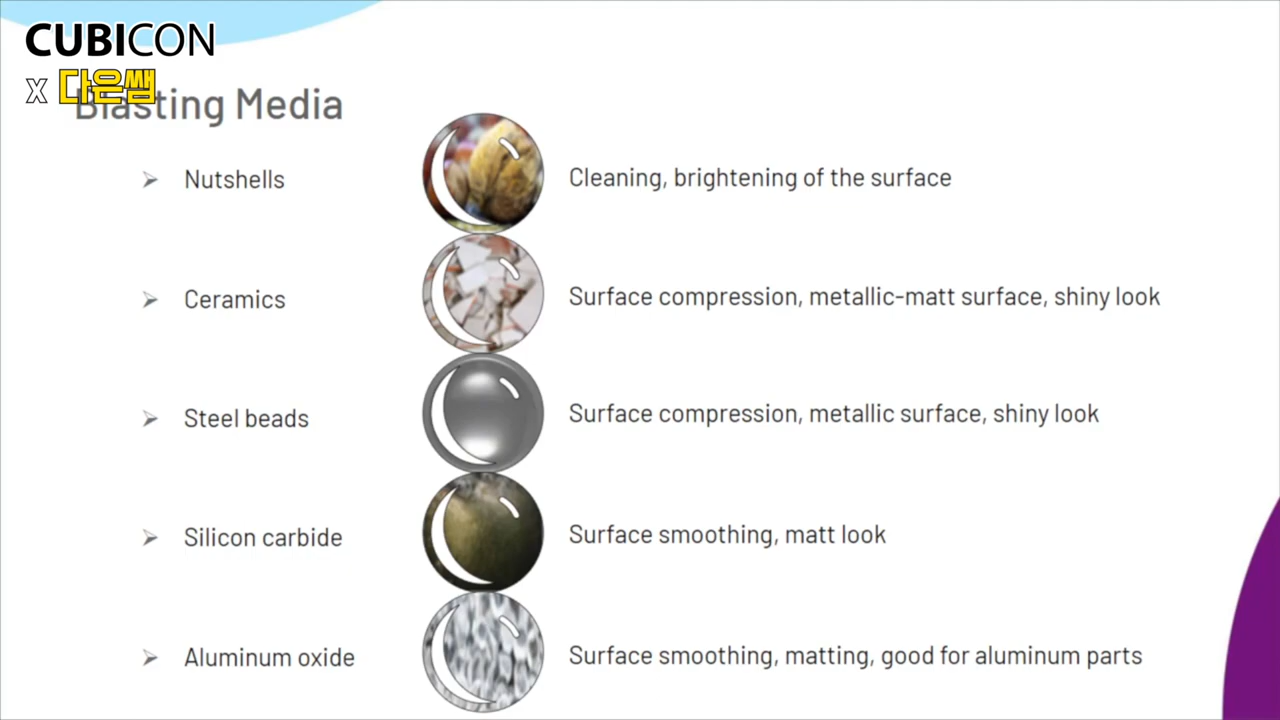 CUBICON
x 다은쌤
Blasting Media
Nutshells
Cleaning, brightening of the surface
Ceramics
Surface compression, metallic-matt surface, shiny look
Steel beads
Surface compression, metallic surface, shiny look
Silicon carbide
Surface smoothing, matt look
Aluminum oxide
Surface smoothing, matting, good for aluminum parts